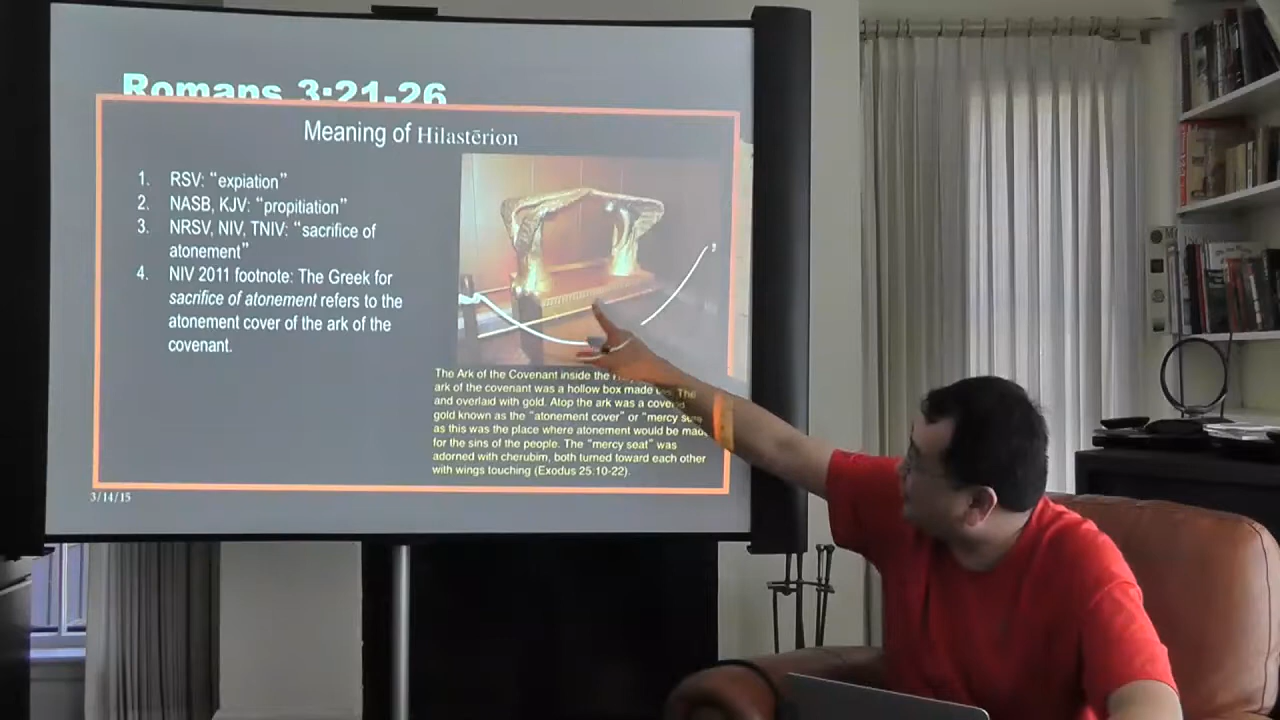 Romans 3:21-26
Meaning of Hilastērion
1. RSV: “expiation”
2. NASB, KJV: “propitiation”
3. NRSV, NIV, TNIV: “sacrifice of
atonement”
4. NIV 2011 footnote: The Greek for
sacrifice of atonement refers to the
atonement cover of the ark of the
covenant.
The Ark of the Covenant inside the
ark of the covenant was a hollow box made The
and overlaid with gold. Atop the ark was a
gold known as the “atonement cover” or “mercy
as this was the place where atonement would be
for the sins of the people. The “mercy seat” was
adorned with cherubim, both turned toward each other
with wings touching (Exodus 25.10-22).
3/14/15